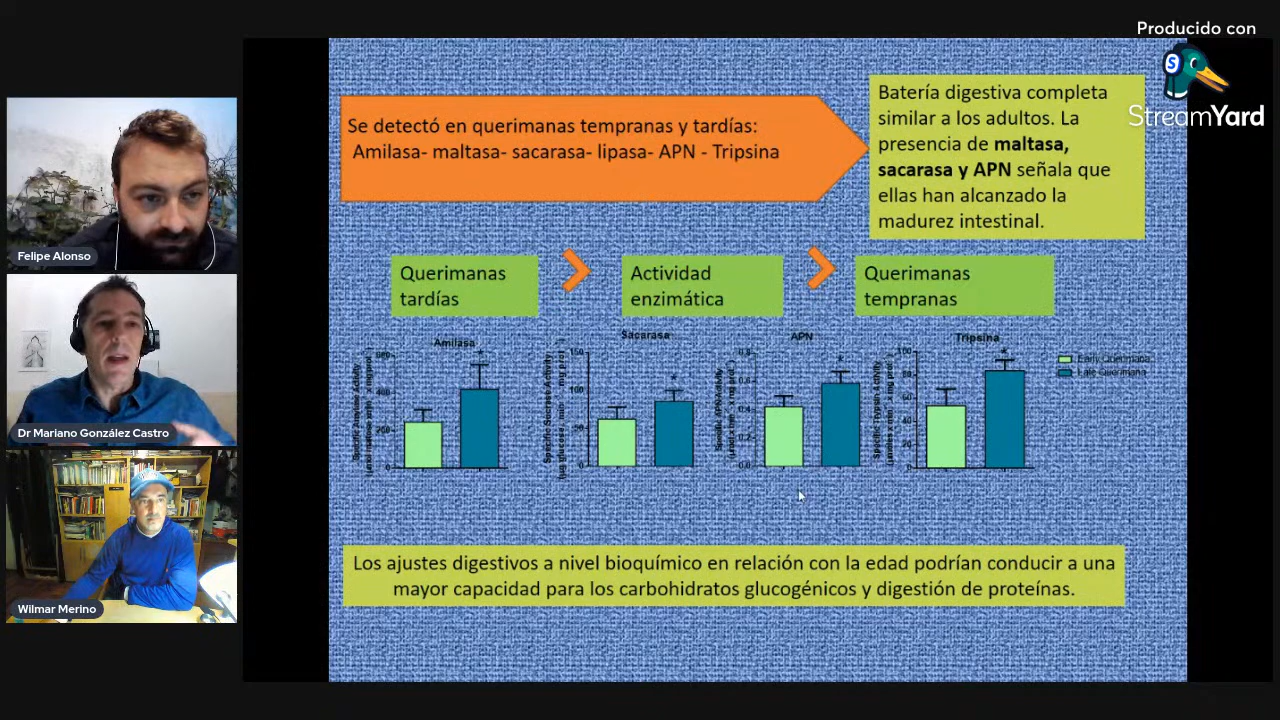 Producido con
StreamYard
Se detectó en querimanas tempranas y tardías:
Amilasa- maltasa- sacarasa- lipasa- APN - Tripsina
Batería digestiva completa
similar a los adultos. La
presencia de maltasa,
sacarasa y APN señala que
ellas han alcanzado la
madurez intestinal.
Querimanas
tardías
Actividad
enzimática
Querimanas
tempranas
Amilasa
Sacarasa
APN
Tripsina
Early Querimana
Late Querimana
Los ajustes digestivos a nivel bioquímico en relación con la edad podrían conducir a una
mayor capacidad para los carbohidratos glucogénicos y digestión de proteínas.
Felipe Alonso
Dr Mariano González Castro
Wilmar Merino